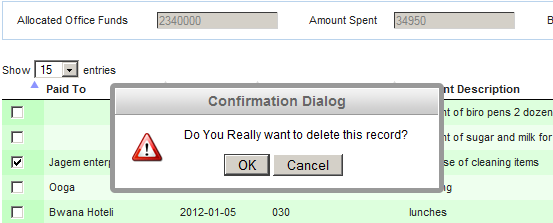 Allocated Office Funds 2340000 Amount Spent 34950 B
Show 15 entries
Paid To nt Description
Confirmation Dialog
nt of biro pens 2 dozen
Do You Really want to delete this record?
nt of sugar and milk for
Jagem enterp se of cleaning items
OK Cancel
Ooga g
Bwana Hoteli 2012-01-05 030 lunches